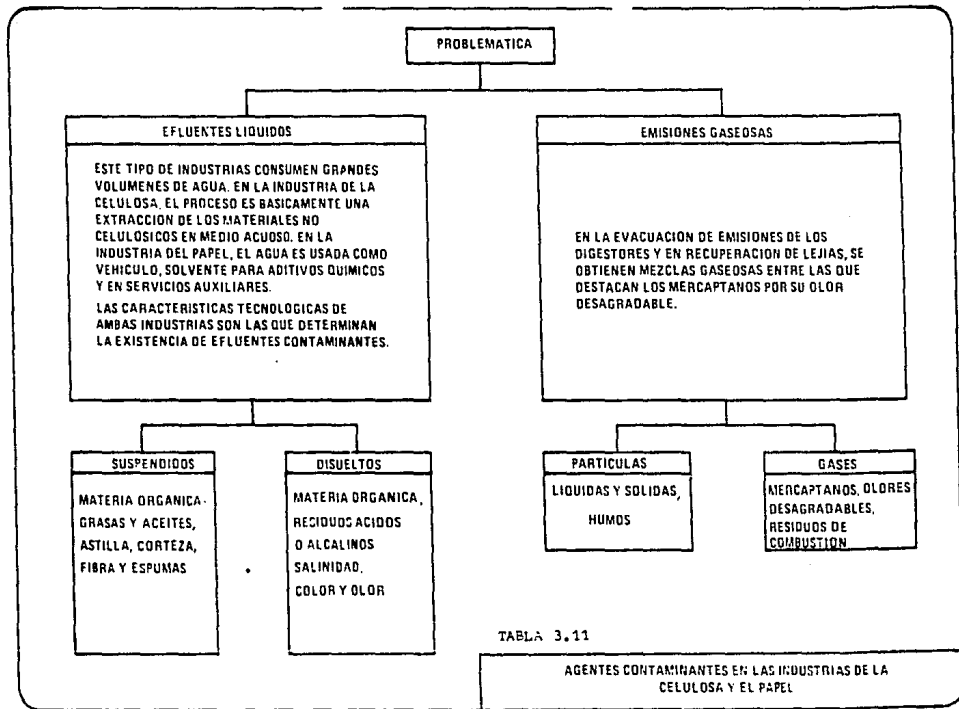 PROBLEMATICA
EFLUENTES LIQUIDOS
ESTE TIPO DE INDUSTRIAS CONSUMEN GRANDES
VOLUMENES DE AGUA. EN LA INDUSTRIA DE LA
CELULOSA, EL PROCESO ES BASICAMENTE UNA
EXTRACCION DE LOS MATERIALES NO
CELULOSICOS EN MEDIO ACUOSO. EN LA
INDUSTRIA DEL PAPEL, EL AGUA ES USADA COMO
VEHICULO, SOLVENTE PARA ADITIVOS QUIMICOS
Y EN SERVICIOS AUXILIARES.
LAS CARACTERISTICAS TECNOLOGICAS DE
AMBAS INDUSTRIAS SON LAS QUE DETERMINAN
LA EXISTENCIA DE EFLUENTES CONTAMINANTES.
EMISIONES GASEOSAS
EN LA EVACUACION DE EMISIONES DE LOS
DIGESTORES Y EN RECUPERACION DE LEJIAS, SE
OBTIENEN MEZCLAS GASEOSAS ENTRE LAS QUE
DESTACAN LOS MERCAPTANOS POR SU OLOR
DESAGRADABLE.
SUSPENDIDOS
MATERIA ORGANICA.
GRASAS Y ACEITES,
ASTILLA, CORTEZA,
FIBRA Y ESPUMAS
DISUELTOS
MATERIA ORGANICA,
RESIDUOS ACIDOS
O ALCALINOS
SALINIDAD,
COLOR Y OLOR
PARTICULAS
LIQUIDAS Y SOLIDAS,
HUMOS
GASES
MERCAPTANOS, OLORES
DESAGRADABLES,
RESIDUOS DE
COMBUSTION
TABLA 3.11
AGENTES CONTAMINANTES EN LAS INDUSTRIAS DE LA
CELULOSA Y EL PAPEL